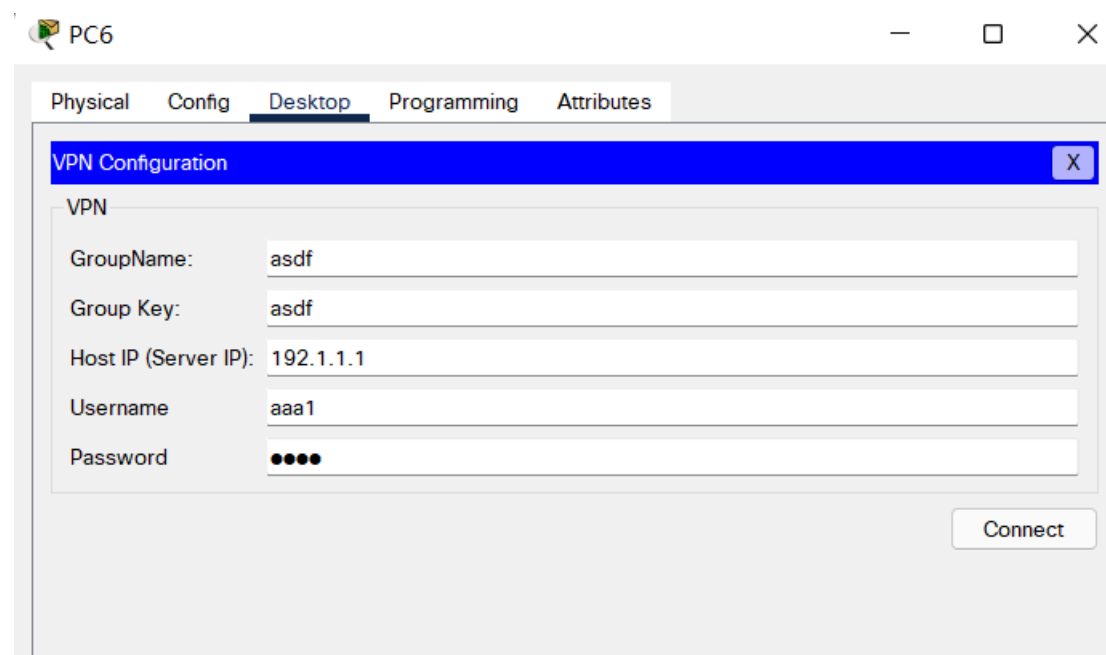 PC6
Physical Config Desktop Programming Attributes
VPN Configuration X
VPN
GroupName: asdf
Group Key: asdf
Host IP (Server IP): 192.1.1.1
Username aaa1
Password ●●●●
Connect